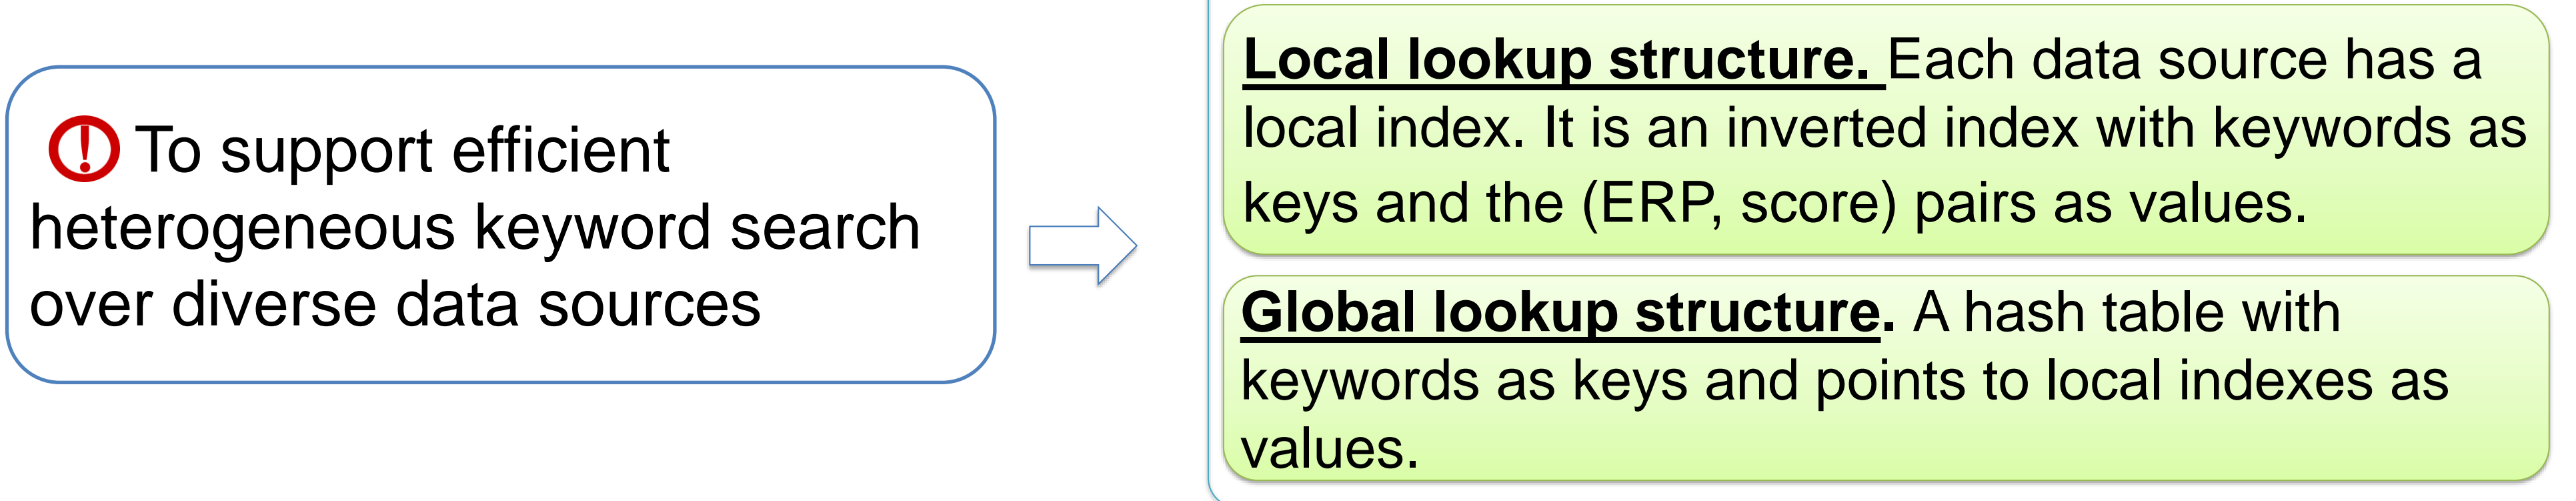 To support efficient
heterogeneous keyword search
over diverse data sources
Local lookup structure. Each data source has a
local index. It is an inverted index with keywords as
keys and the (ERP, score) pairs as values.
Global lookup structure. A hash table with
keywords as keys and points to local indexes as
values.